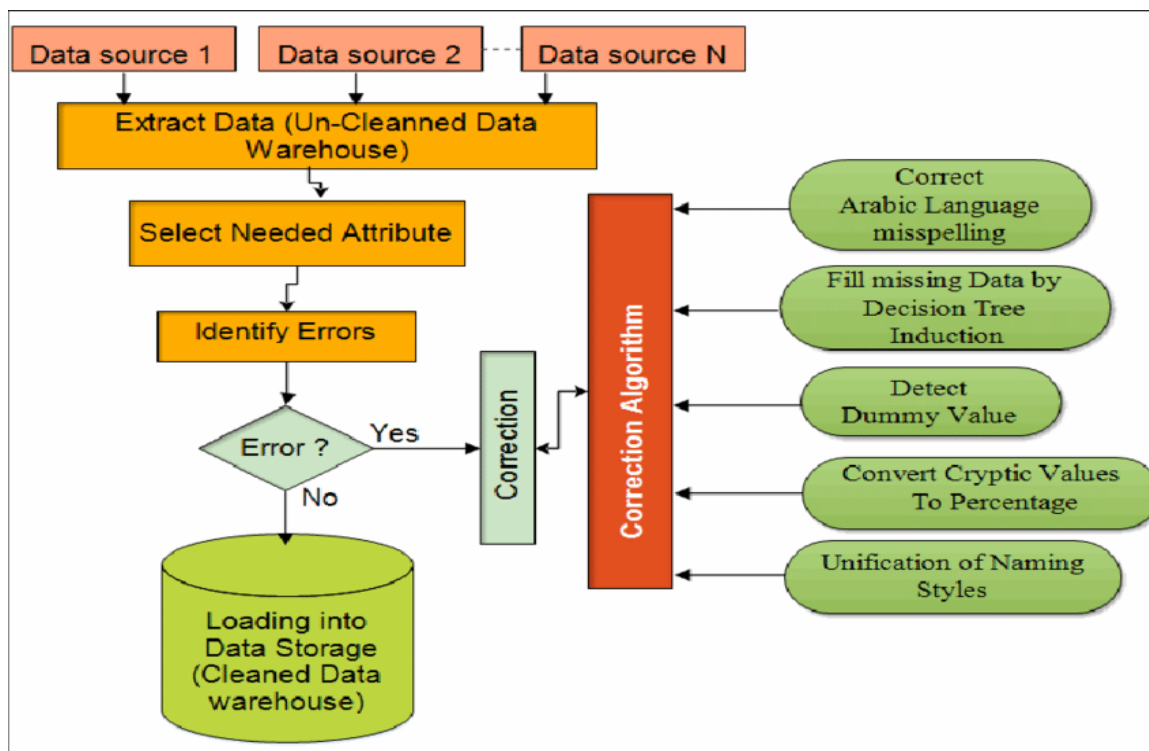 Data source 1
Data source 2
Data source N
Extract Data (Un-Cleanned Data
Warehouse)
Select Needed Attribute
Identify Errors
Error ?
Yes
No
Correction
Correction Algorithm
Correct
Arabic Language
misspelling
Fill missing Data by
Decision Tree
Induction
Detect
Dummy Value
Convert Cryptic Values
To Percentage
Unification of Naming
Styles
Loading into
Data Storage
(Cleaned Data
warehouse)